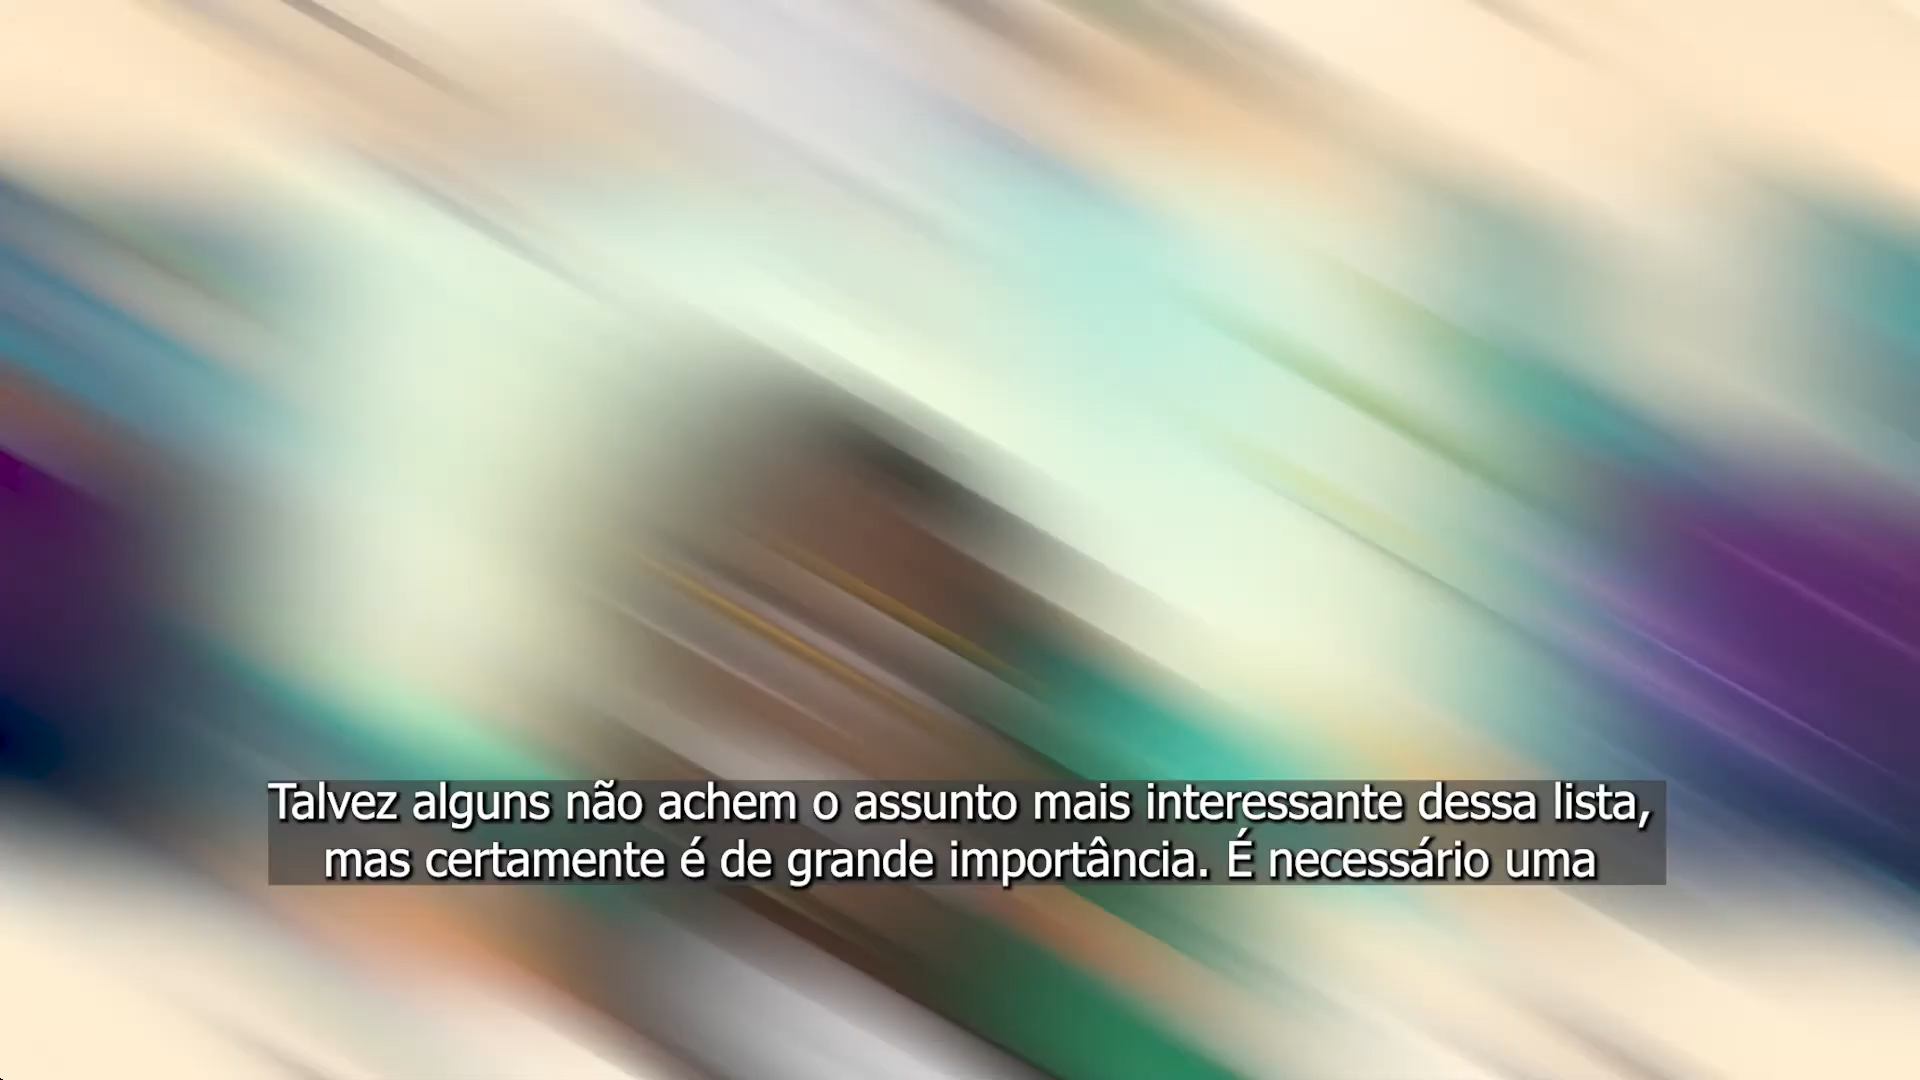 Talvez alguns não achem o assunto mais interessante dessa lista,
mas certamente é de grande importância. É necessário uma